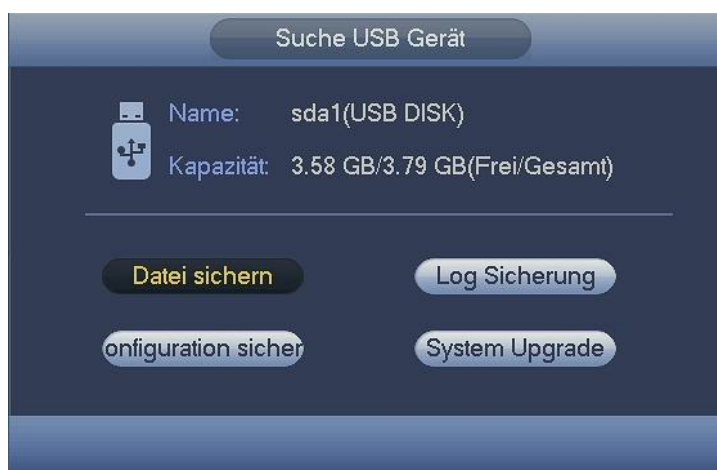 Suche USB Gerät
Name: sda1(USB DISK)
Kapazität: 3.58 GB/3.79 GB(Frei/Gesamt)
Datei sichern Log Sicherung
onfiguration sicher System Upgrade